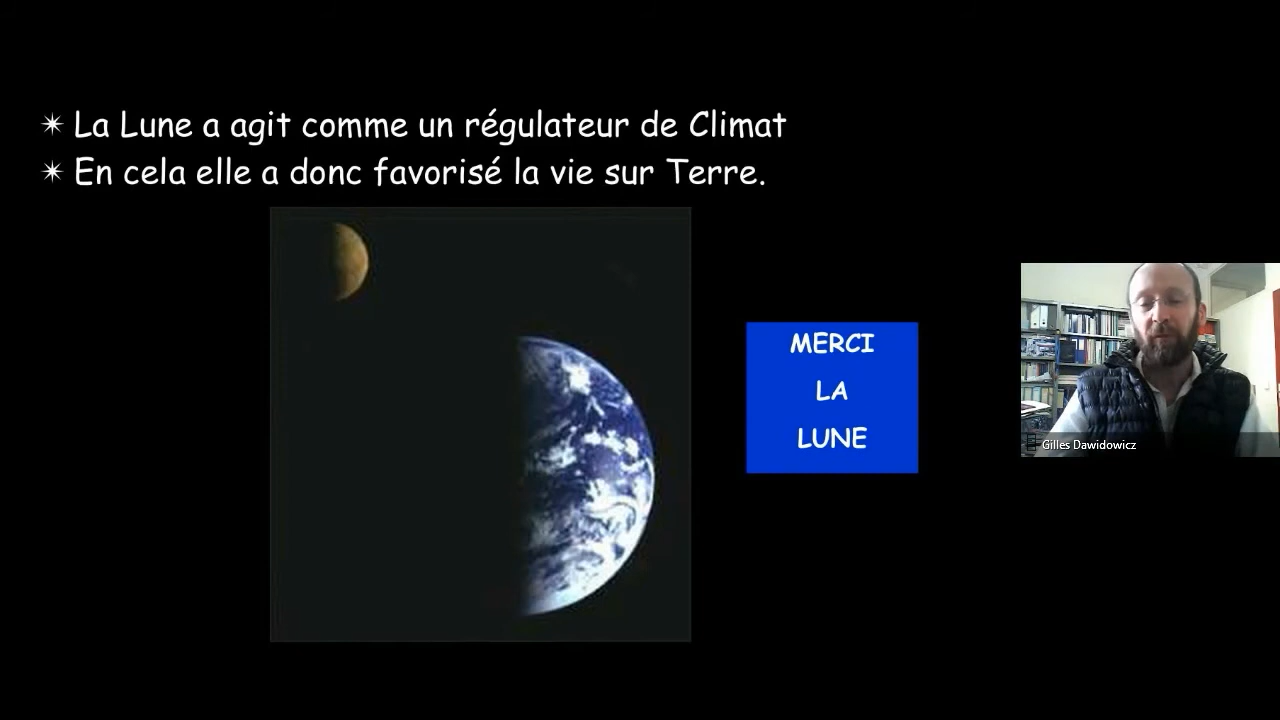 ✴ La Lune a agit comme un régulateur de Climat
✴ En cela elle a donc favorisé la vie sur Terre.
MERCI
LA
LUNE
Gilles Dawidowicz